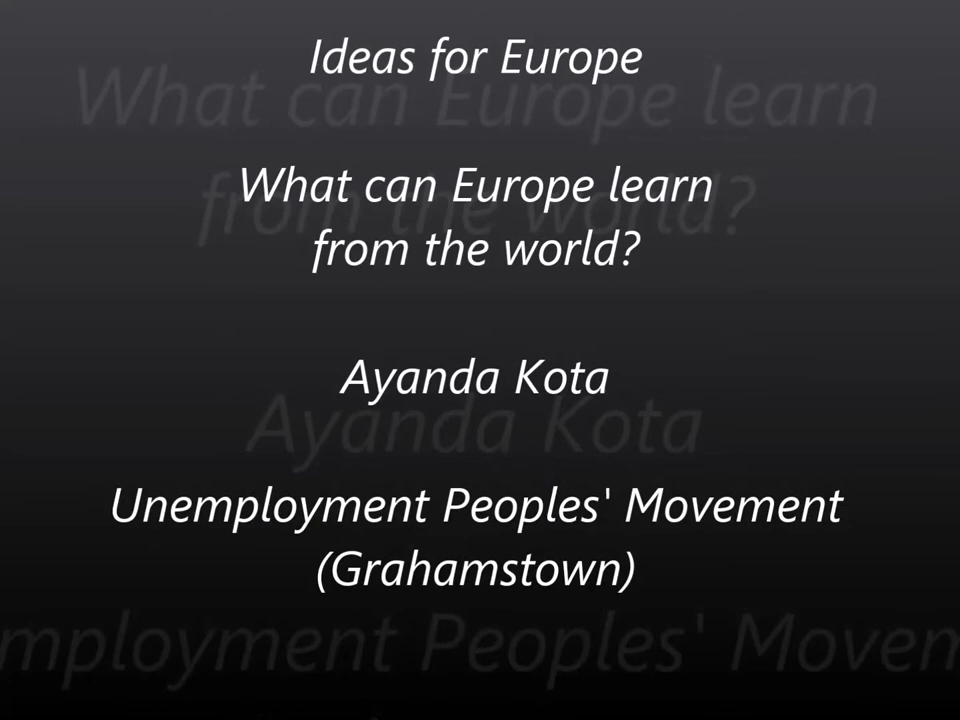 Ideas for Europe
What can Europe learn
from the world?
Ayanda Kota
Unemployment Peoples' Movement
(Grahamstown)